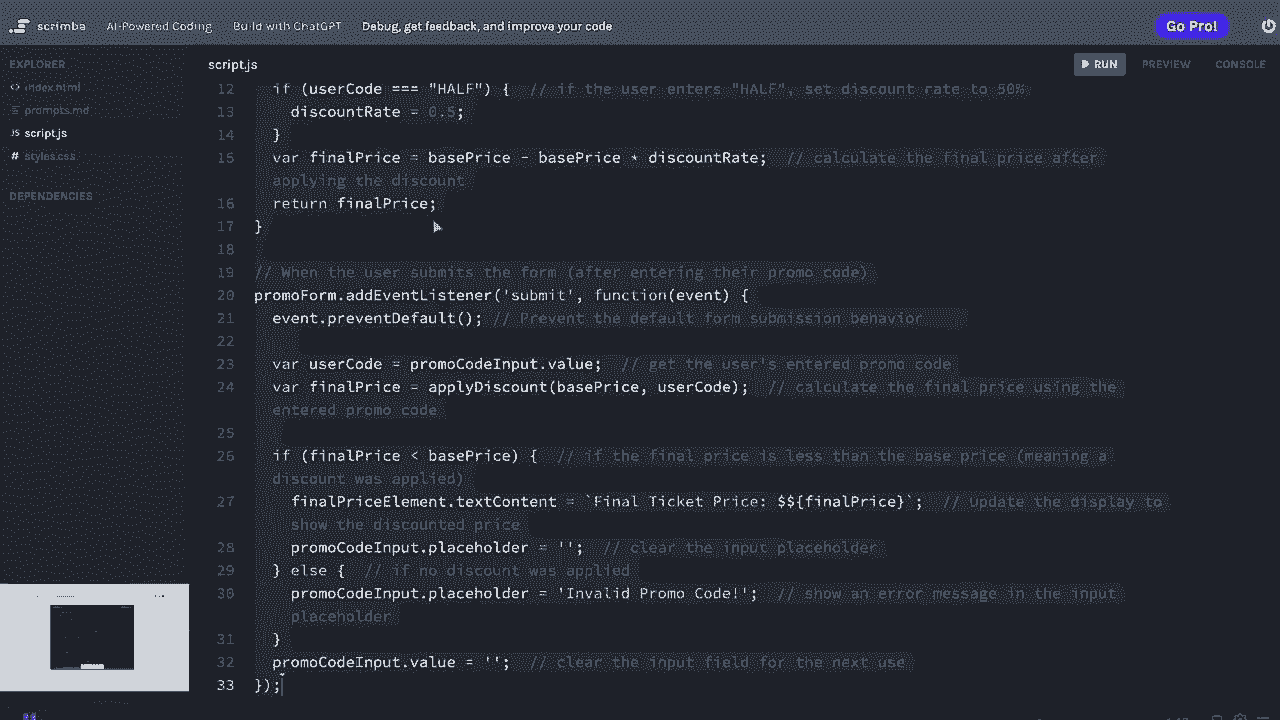 scrimba AI-Powered Coding Build with ChatGPT Debug, get feedback, and improve your code Go Pro!
EXPLORER
index.html
prompts.md
JS script.js
# styles.css
DEPENDENCIES
script.js RUN PREVIEW CONSOLE
12 if (userCode === "HALF") { // if the user enters "HALF", set discount rate to 50%
13 discountRate = 0.5;
14 }
15 var finalPrice = basePrice - basePrice * discountRate; // calculate the final price after
applying the discount
16 return finalPrice;
17 }
18
19 // When the user submits the form (after entering their promo code)
20 promoForm.addEventListener('submit', function(event) {
21 event.preventDefault(); // Prevent the default form submission behavior
22
23 var userCode = promoCodeInput.value; // get the user's entered promo code
24 var finalPrice = applyDiscount(basePrice, userCode); // calculate the final price using the
entered promo code
25
26 if (finalPrice < basePrice) { // if the final price is less than the base price (meaning a
discount was applied)
27 finalPriceElement.textContent = `Final Ticket Price: $${finalPrice}`; // Update the display to
show the discounted price
28 promoCodeInput.placeholder = ''; // clear the input placeholder
29 } else { // if no discount was applied
30 promoCodeInput.placeholder = 'Invalid Promo Code!'; // show an error message in the input
placeholder
31 }
32 promoCodeInput.value = ''; // clear the input field for the next use
33 });